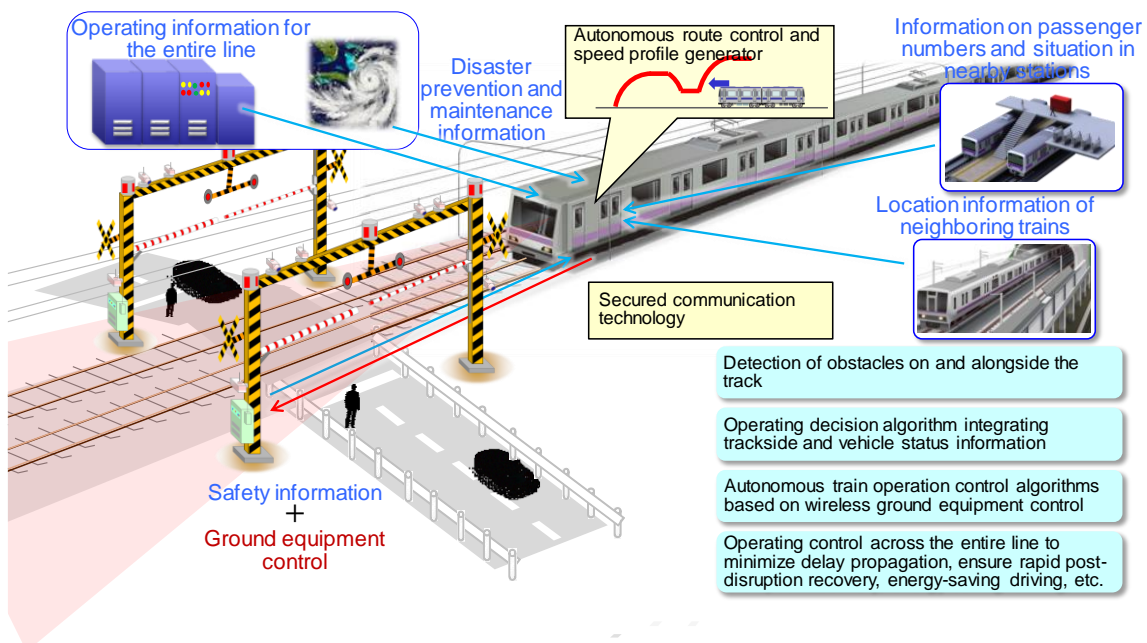 Operating information for
the entire line
Disaster
prevention and
maintenance
information
Autonomous route control and
speed profile generator
Information on passenger
numbers and situation in
nearby stations
Location information of
neighboring trains
Secured communication
technology
Safety information
+
Ground equipment
control
Detection of obstacles on and alongside the
track
Operating decision algorithm integrating
trackside and vehicle status information
Autonomous train operation control algorithms
based on wireless ground equipment control
Operating control across the entire line to
minimize delay propagation, ensure rapid post-
disruption recovery, energy-saving driving, etc.